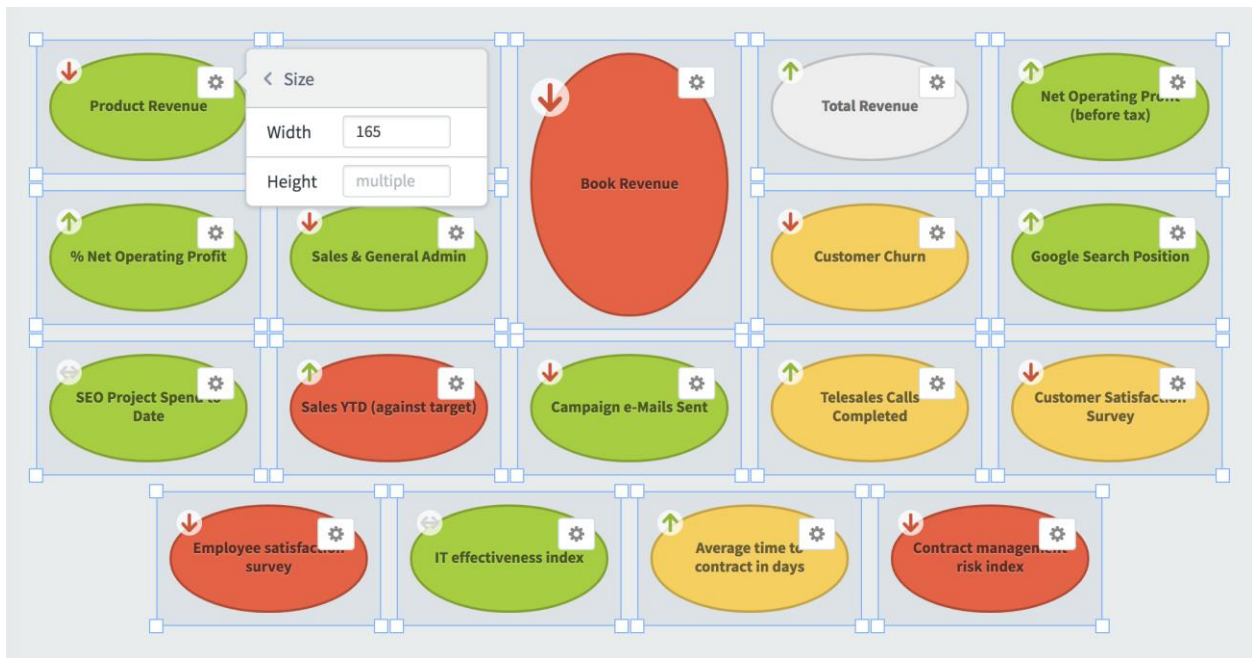 Product Revenue
Size
Width 165
Height multiple
Book Revenue
Total Revenue
Net Operating Profit
(before tax)
% Net Operating Profit
Sales & General Admin
Customer Churn
Google Search Position
SEO Project Spend to
Date
Sales YTD (against target)
Campaign e-Mails Sent
Telesales Calls
Completed
Customer Satisfaction
Survey
Employee satisfaction
survey
IT effectiveness index
Average time to
contract in days
Contract management
risk index